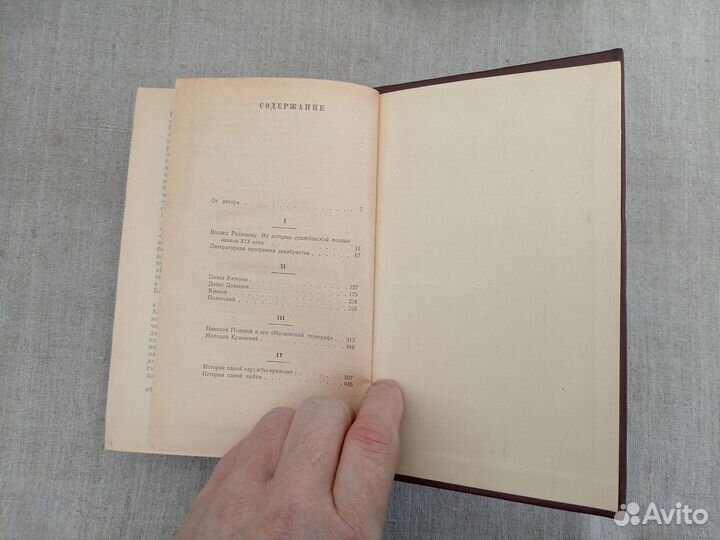 СОДЕРЖАНИЕ
От автора . . . . . . . . . . . . . . . 7
I
Вослед Радищеву. Из истории гражданской поэзии
начала XIX века . . . . . . . . . . . . 11
Литературная программа декабристов . . . . . 87
II
Павел Катенин . . . . . . . . . . . . . 127
Денис Давыдов . . . . . . . . . . . . . 179
Языков . . . . . . . . . . . . . . . 234
Полонский . . . . . . . . . . . . . . 265
III
Николай Полевой и его «Московский телеграф» . 313
Молодой Краевский . . . . . . . . . . . 449
IV
История одной «дружбы-вражды» . . . . . . 507
История одной любви . . . . . . . . . . 636
Avito